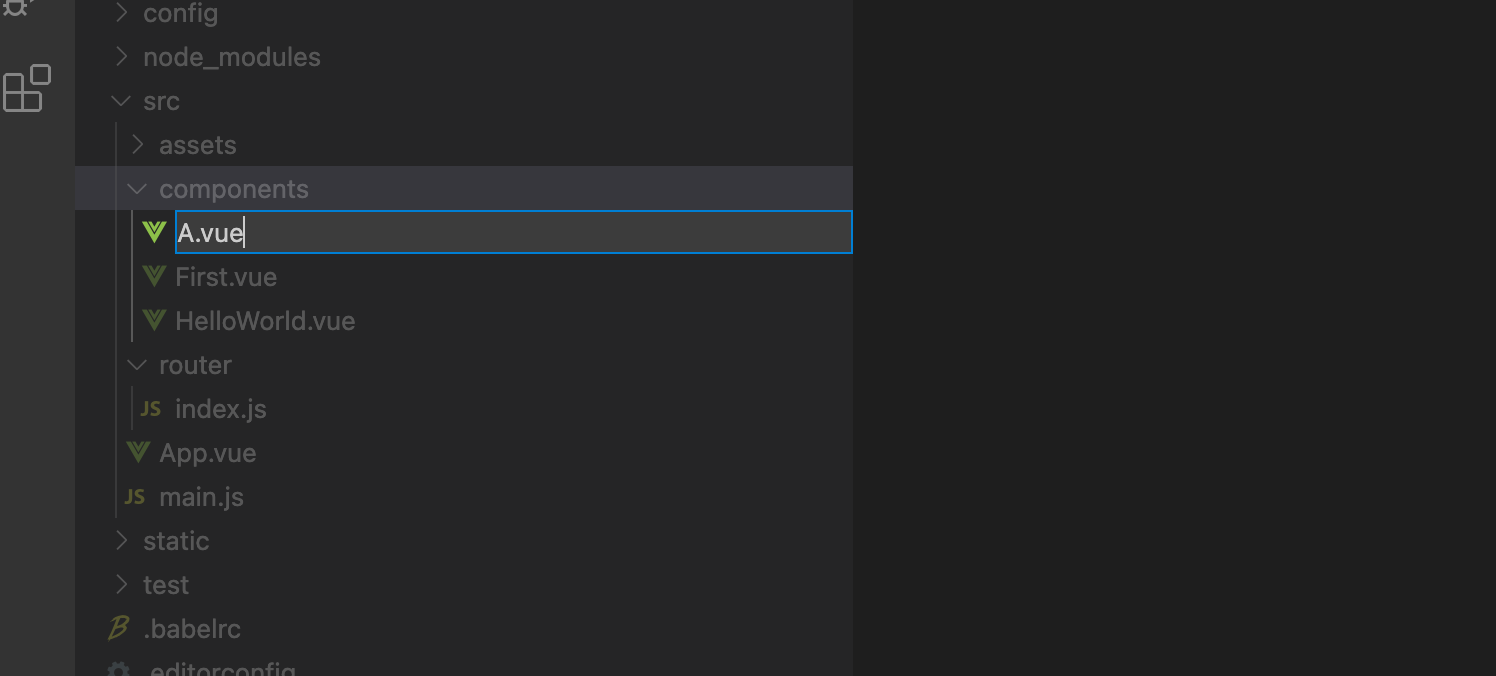 config
node_modules
src
assets
components
A.vue
First.vue
HelloWorld.vue
router
JS index.js
App.vue
JS main.js
static
test
.babelrc
.editorconfig